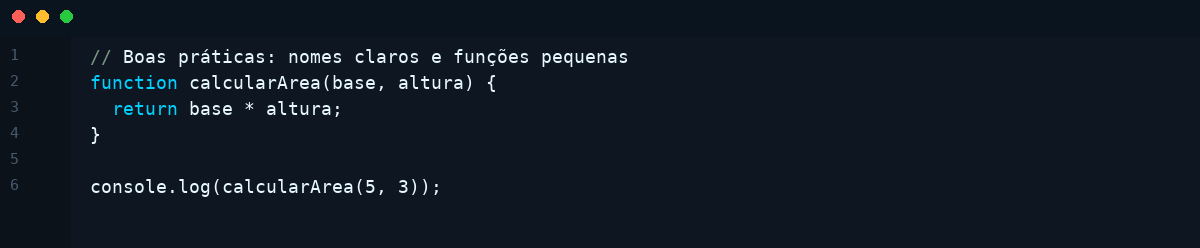 1 // Boas práticas: nomes claros e funções pequenas
2 function calcularArea(base, altura) {
3   return base * altura;
4 }
5
6 console.log(calcularArea(5, 3));